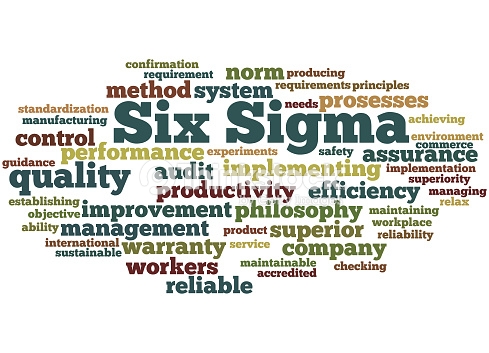 confirmation
requirement norm producing
method system requirements principles
standardization needs prosesses
manufacturing Six Sigma achieving
control environment
performance experiments safety commerce
guidance audit implementing assurance
quality implementation
productivity efficiency superiority
managing
establishing improvement philosophy maintaining relax
objective workplace
ability management product superior reliability
international warranty service company
sustainable
workers maintainable checking
accredited
reliable